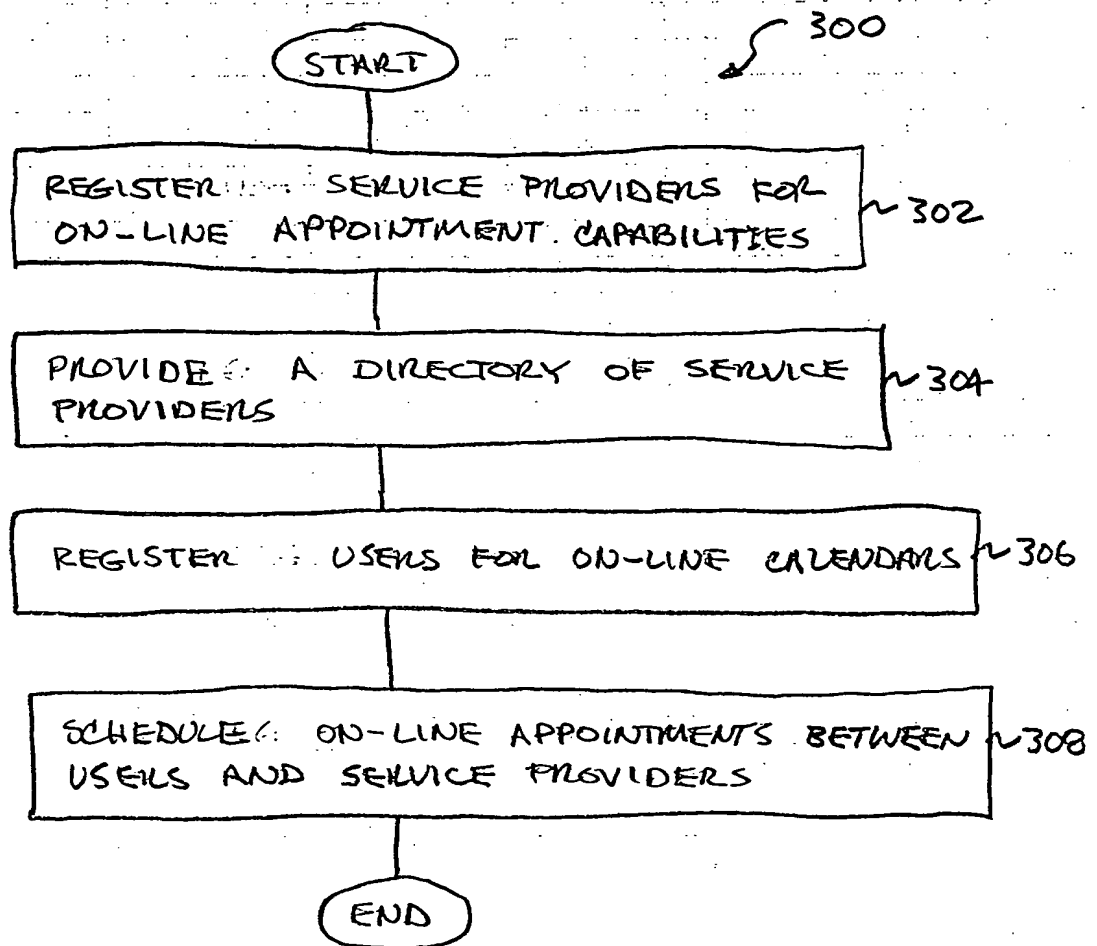 300
START
REGISTER SERVICE PROVIDERS FOR
ON-LINE APPOINTMENT CAPABILITIES
302
PROVIDE A DIRECTORY OF SERVICE
PROVIDERS
304
REGISTER USERS FOR ON-LINE CALENDARS
306
SCHEDULE ON-LINE APPOINTMENTS BETWEEN
USERS AND SERVICE PROVIDERS
308
END